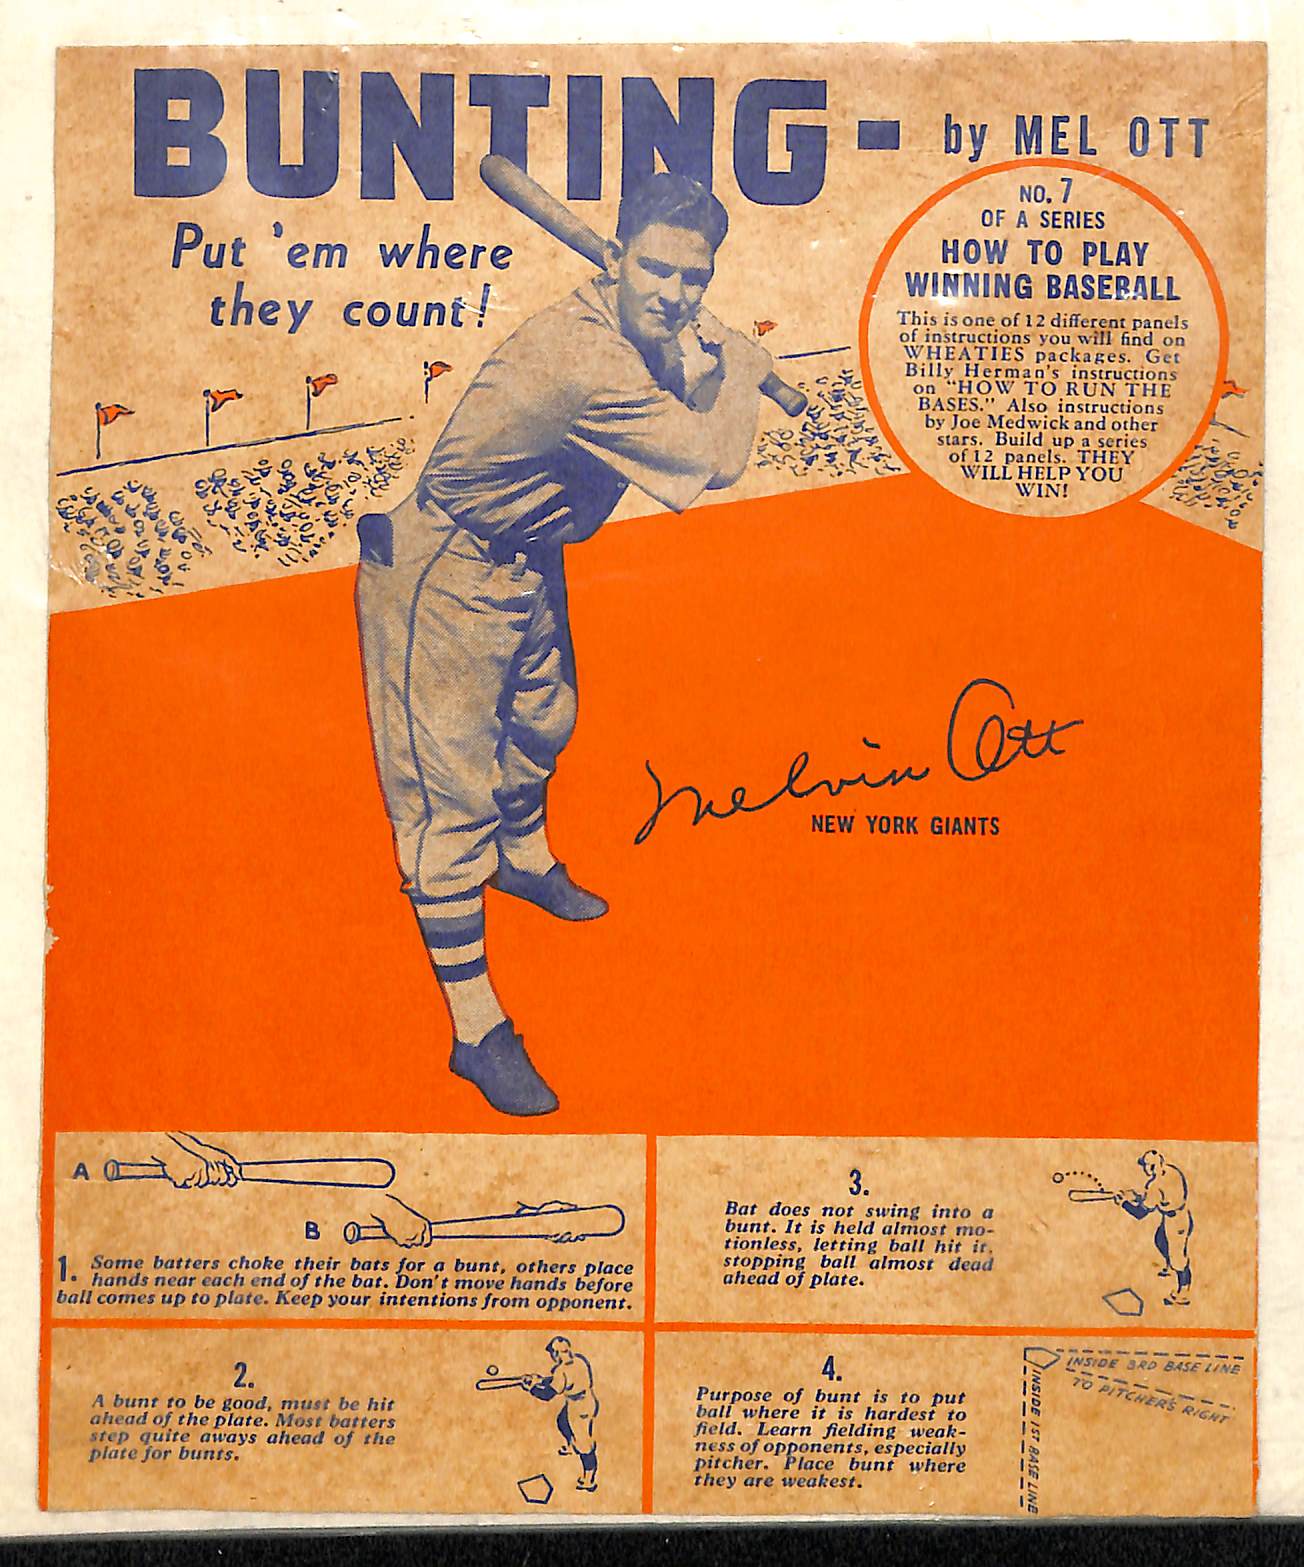 BUNTING - by MEL OTT
Put 'em where
they count!
NO. 7
OF A SERIES
HOW TO PLAY
WINNING BASEBALL
This is one of 12 different panels
of instructions you will find on
WHEATIES packages. Get
Billy Herman's instructions
on "HOW TO RUN THE
BASES." Also instructions
by Joe Medwick and other
stars. Build up a series
of 12 panels. THEY
WILL HELP YOU
WIN!
Melvin Ott
NEW YORK GIANTS
A
B
1. Some batters choke their bats for a bunt, others place
hands near each end of the bat. Don't move hands before
ball comes up to plate. Keep your intentions from opponent.
2.
A bunt to be good, must be hit
ahead of the plate. Most batters
step quite aways ahead of the
plate for bunts.
3.
Bat does not swing into a
bunt. It is held almost mo-
tionless, letting ball hit it,
stopping ball almost dead
ahead of plate.
4.
Purpose of bunt is to put
ball where it is hardest to
field. Learn fielding weak-
ness of opponents, especially
pitcher. Place bunt where
they are weakest.
INSIDE 3RD BASE LINE
TO PITCHER'S RIGHT
INSIDE 1ST BASE LINE